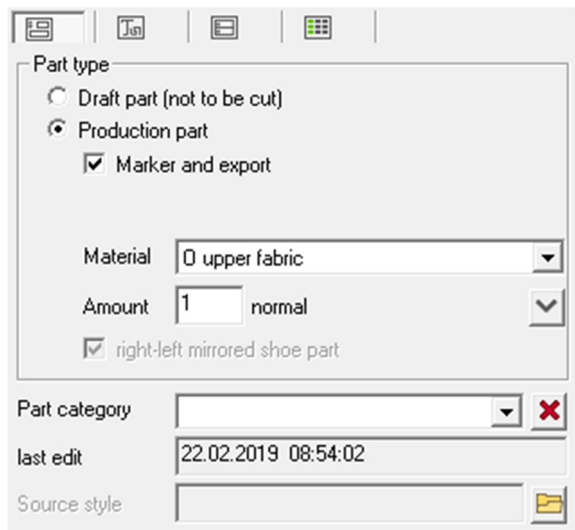 Part type
Draft part (not to be cut)
Production part
Marker and export
Material O upper fabric
Amount 1 normal
right-left mirrored shoe part
Part category
last edit 22.02.2019 08:54:02
Source style